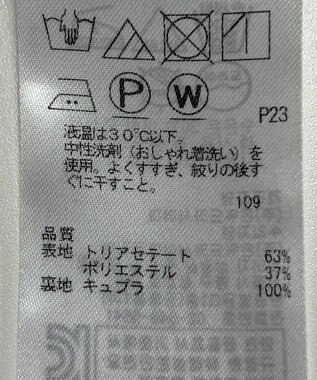 P W
P23
液温は30℃以下。
中性洗剤(おしゃれ着洗い)を
使用。よくすすぎ、絞りの後す
ぐに干すこと。
109
品質
表地 トリアセテート 63%
ポリエステル 37%
裏地 キュプラ 100%